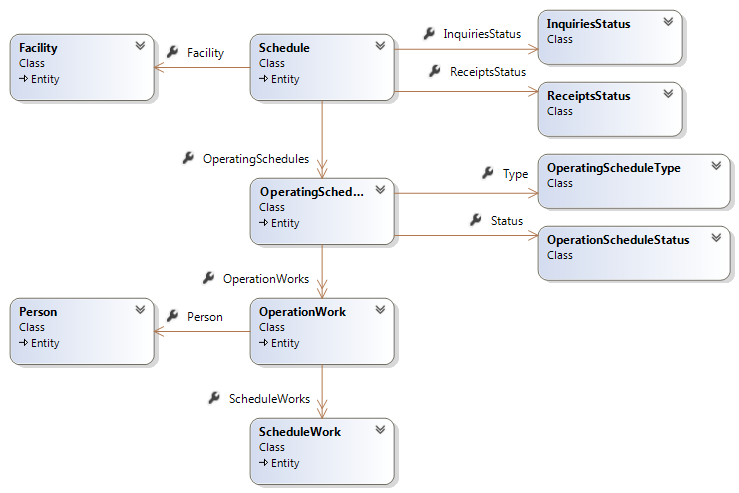 Facility
Class
Entity
Facility
Schedule
Class
Entity
InquiriesStatus
InquiriesStatus
Class
ReceiptsStatus
ReceiptsStatus
Class
OperatingSchedules
OperatingSched...
Class
Entity
Type
OperatingScheduleType
Class
Status
OperationScheduleStatus
Class
OperationWorks
Person
Class
Entity
Person
OperationWork
Class
Entity
ScheduleWorks
ScheduleWork
Class
Entity